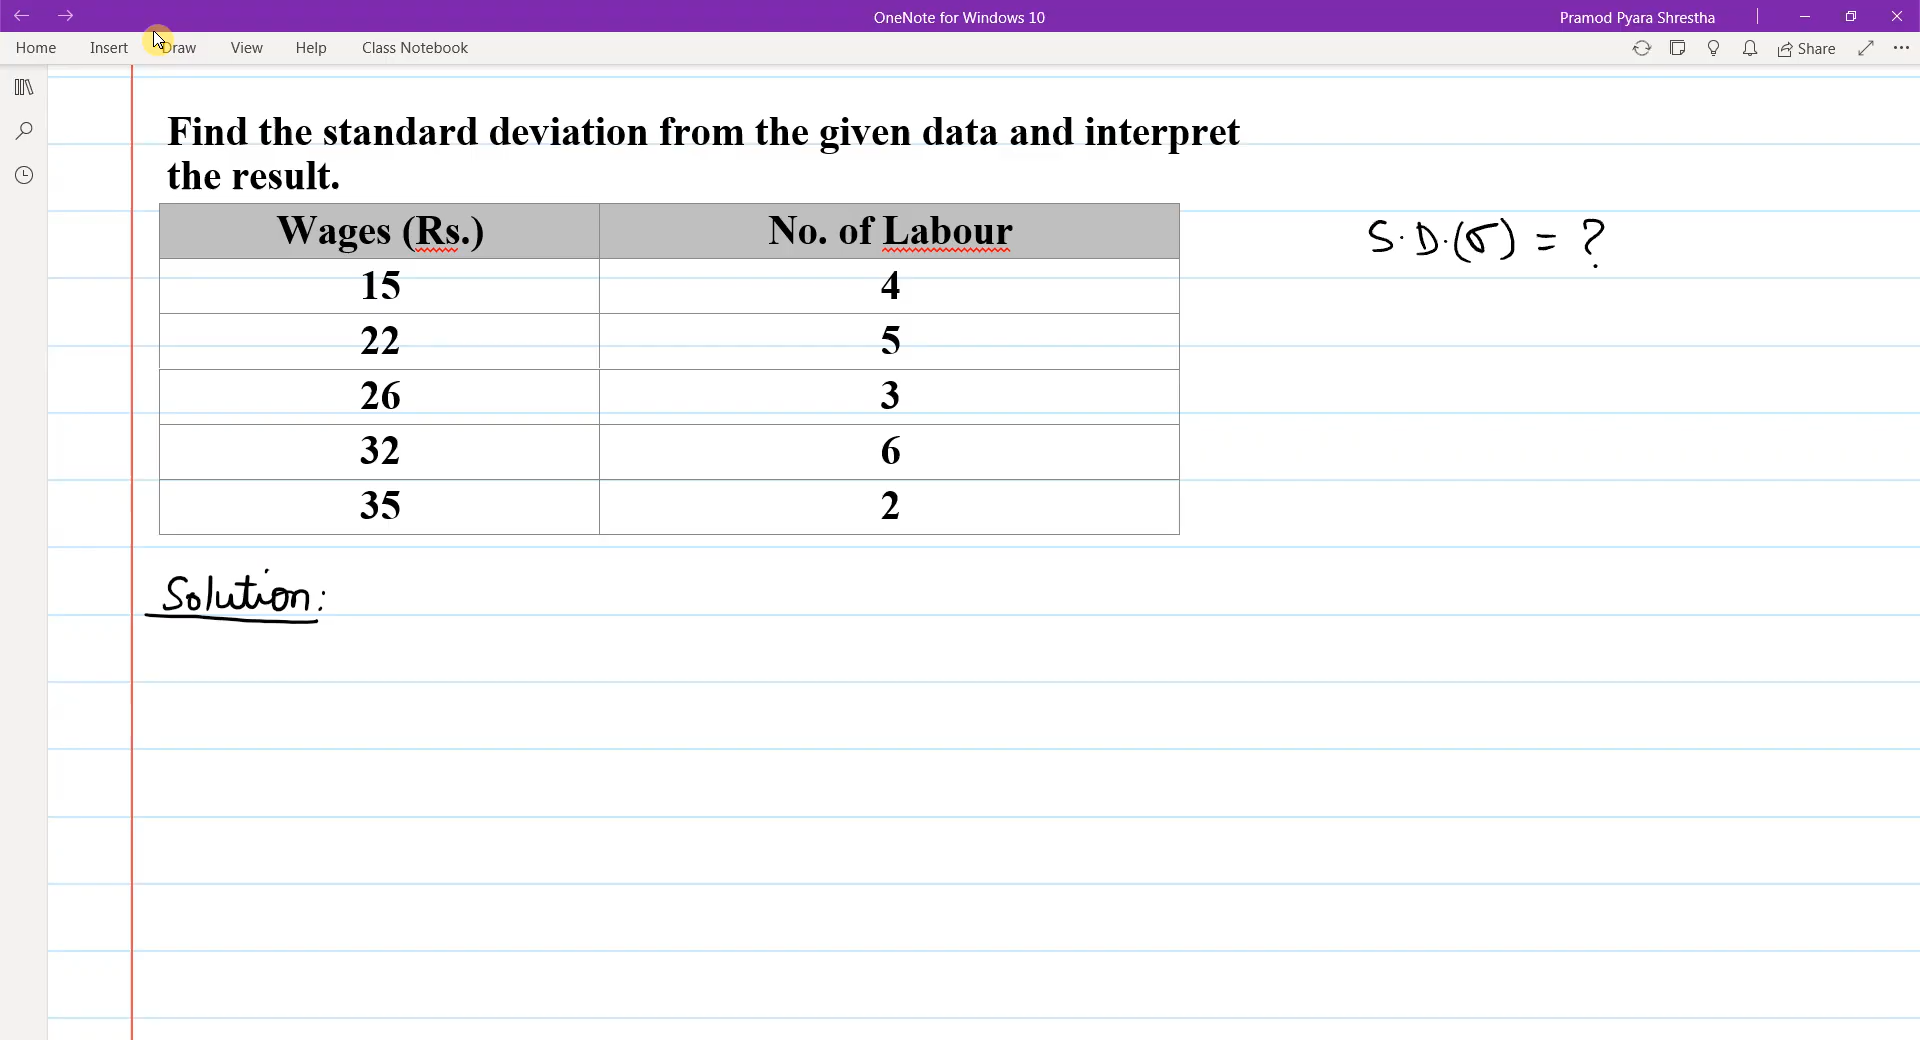 OneNote for Windows 10
Pramod Pyara Shrestha
Home Insert Draw View Help Class Notebook
Share
Find the standard deviation from the given data and interpret
the result.
Wages (Rs.) No. of Labour
15 4
22 5
26 3
32 6
35 2
S.D.(σ) = ?
Solution: